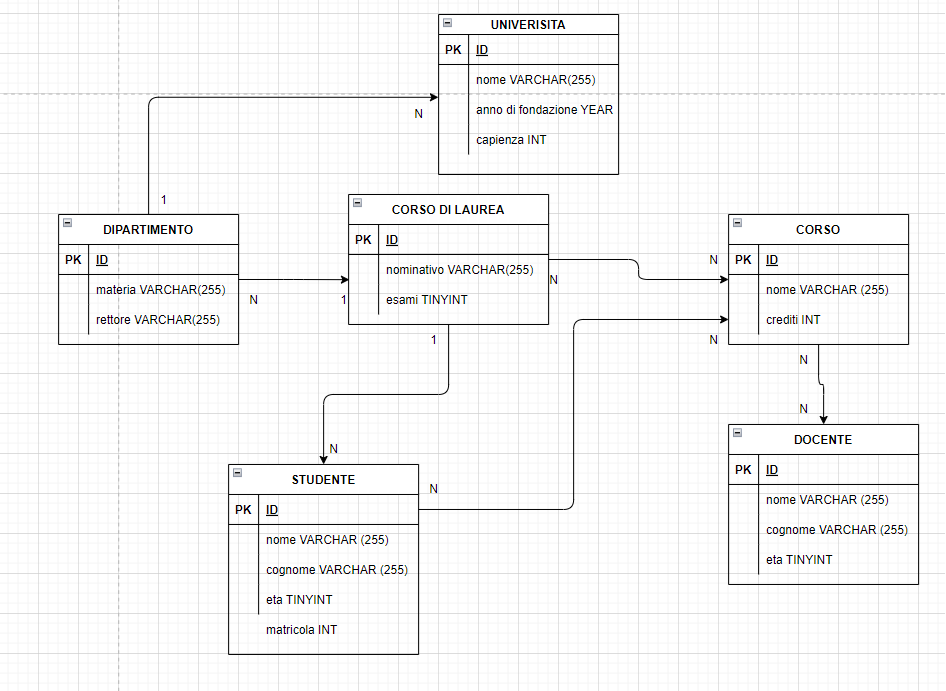 UNIVERISITA
PK ID
nome VARCHAR(255)
anno di fondazione YEAR
capienza INT
N
1
DIPARTIMENTO
PK ID
materia VARCHAR(255)
rettore VARCHAR(255)
N
1
CORSO DI LAUREA
PK ID
nominativo VARCHAR(255)
esami TINYINT
N
1
N
CORSO
PK ID
nome VARCHAR (255)
crediti INT
N
N
N
DOCENTE
PK ID
nome VARCHAR (255)
cognome VARCHAR (255)
eta TINYINT
N
N
STUDENTE
PK ID
nome VARCHAR (255)
cognome VARCHAR (255)
eta TINYINT
matricola INT